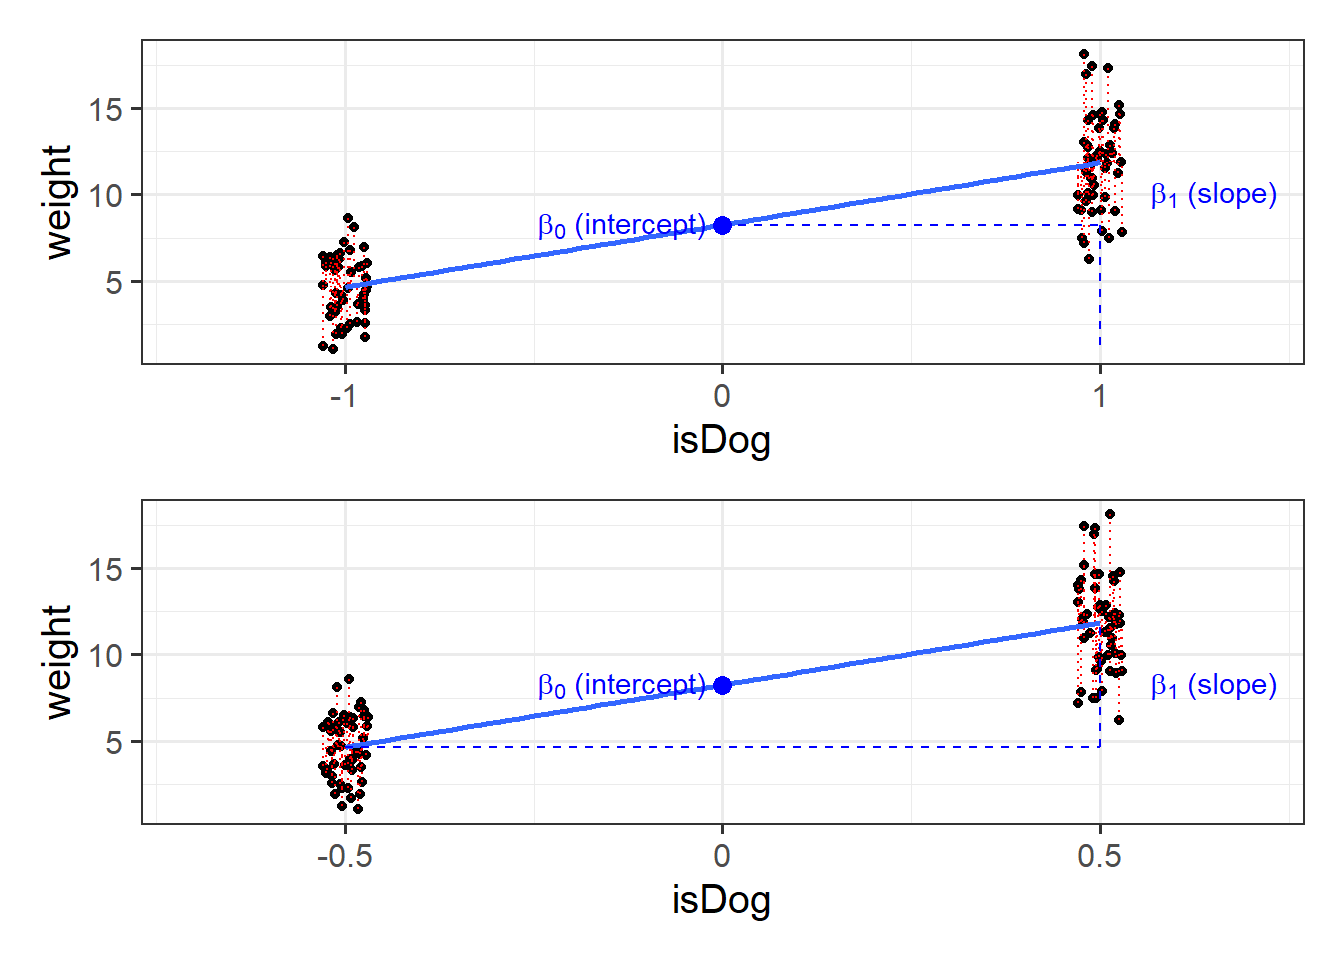 15
10
5
weight
β0 (intercept)
β1 (slope)
-1 0 1
isDog
15
10
5
weight
β0 (intercept)
β1 (slope)
-0.5 0 0.5
isDog